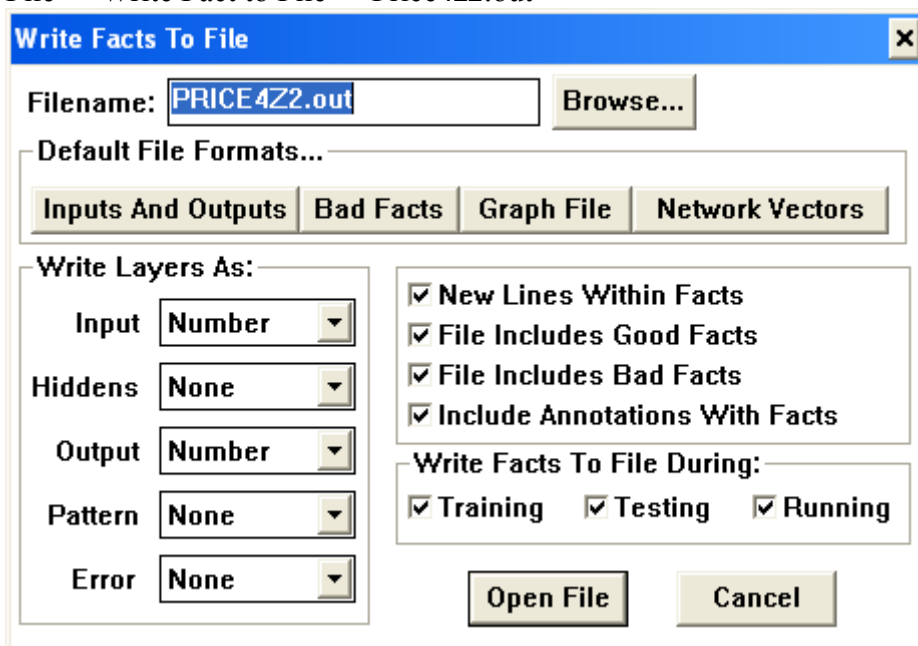 Write Facts To File
Filename: PRICE4Z2.out Browse...
Default File Formats...
Inputs And Outputs Bad Facts Graph File Network Vectors
Write Layers As:
Input Number
Hiddens None
Output Number
Pattern None
Error None
New Lines Within Facts
File Includes Good Facts
File Includes Bad Facts
Include Annotations With Facts
Write Facts To File During:
Training Testing Running
Open File Cancel